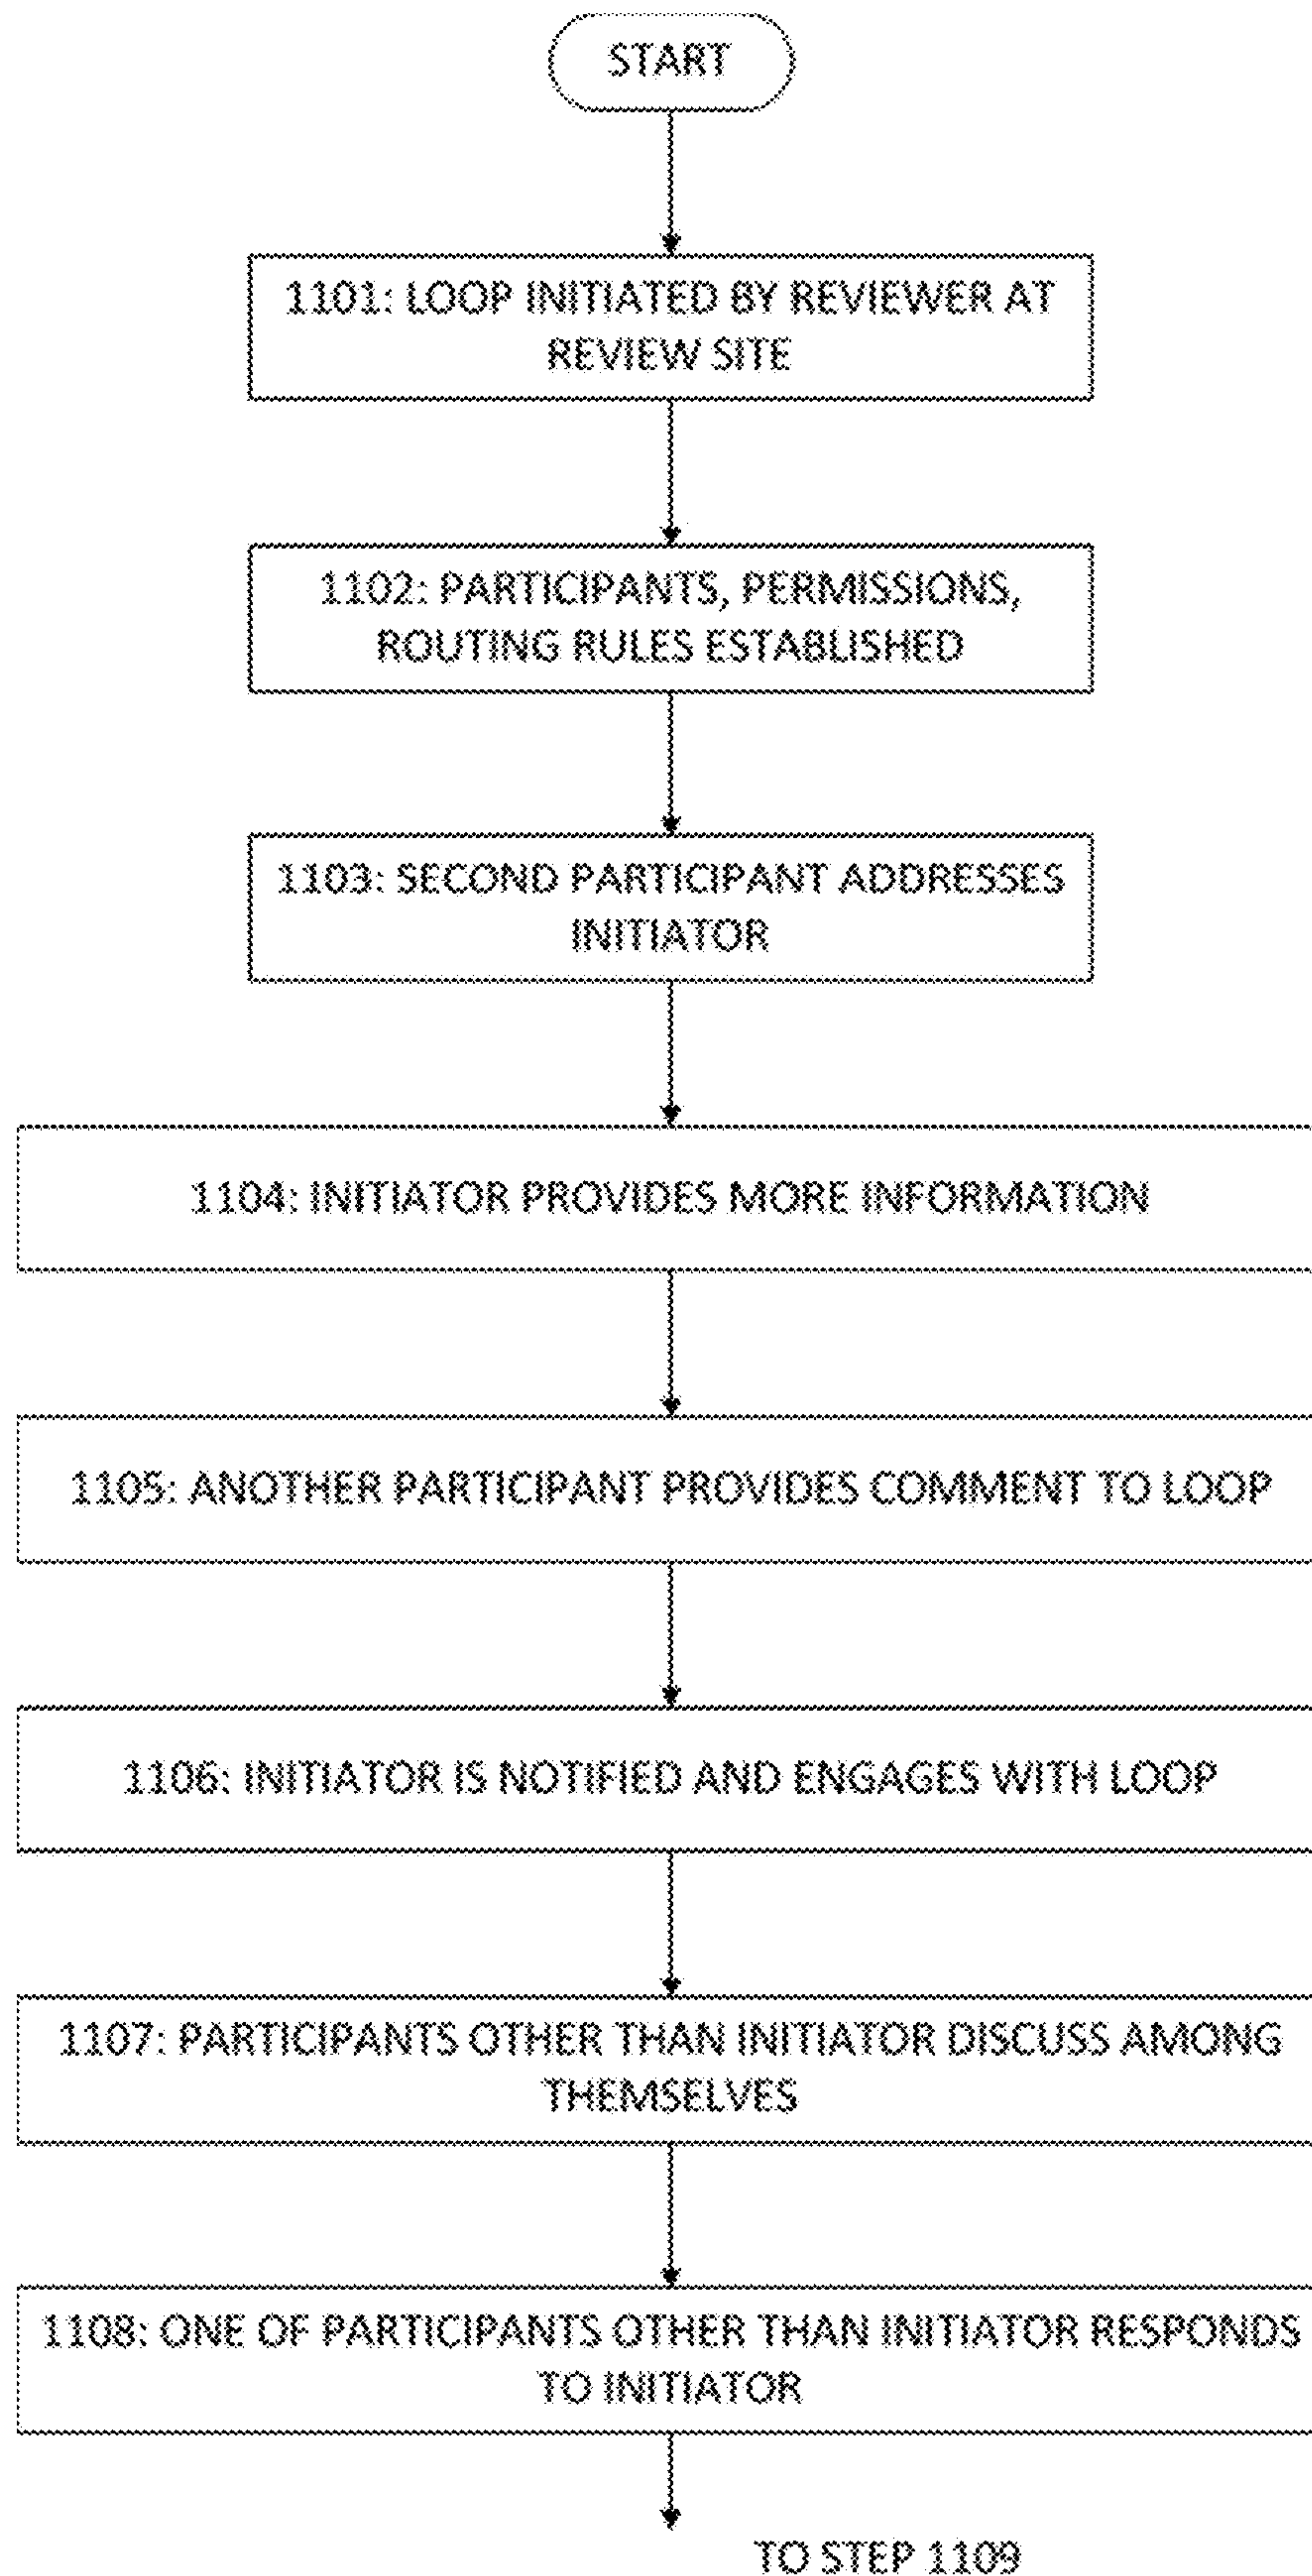 START
1101: LOOP INITIATED BY REVIEWER AT
REVIEW SITE
1102: PARTICIPANTS, PERMISSIONS,
ROUTING RULES ESTABLISHED
1103: SECOND PARTICIPANT ADDRESSES
INITIATOR
1104: INITIATOR PROVIDES MORE INFORMATION
1105: ANOTHER PARTICIPANT PROVIDES COMMENT TO LOOP
1106: INITIATOR IS NOTIFIED AND ENGAGES WITH LOOP
1107: PARTICIPANTS OTHER THAN INITIATOR DISCUSS AMONG
THEMSELVES
1108: ONE OF PARTICIPANTS OTHER THAN INITIATOR RESPONDS
TO INITIATOR
TO STEP 1109